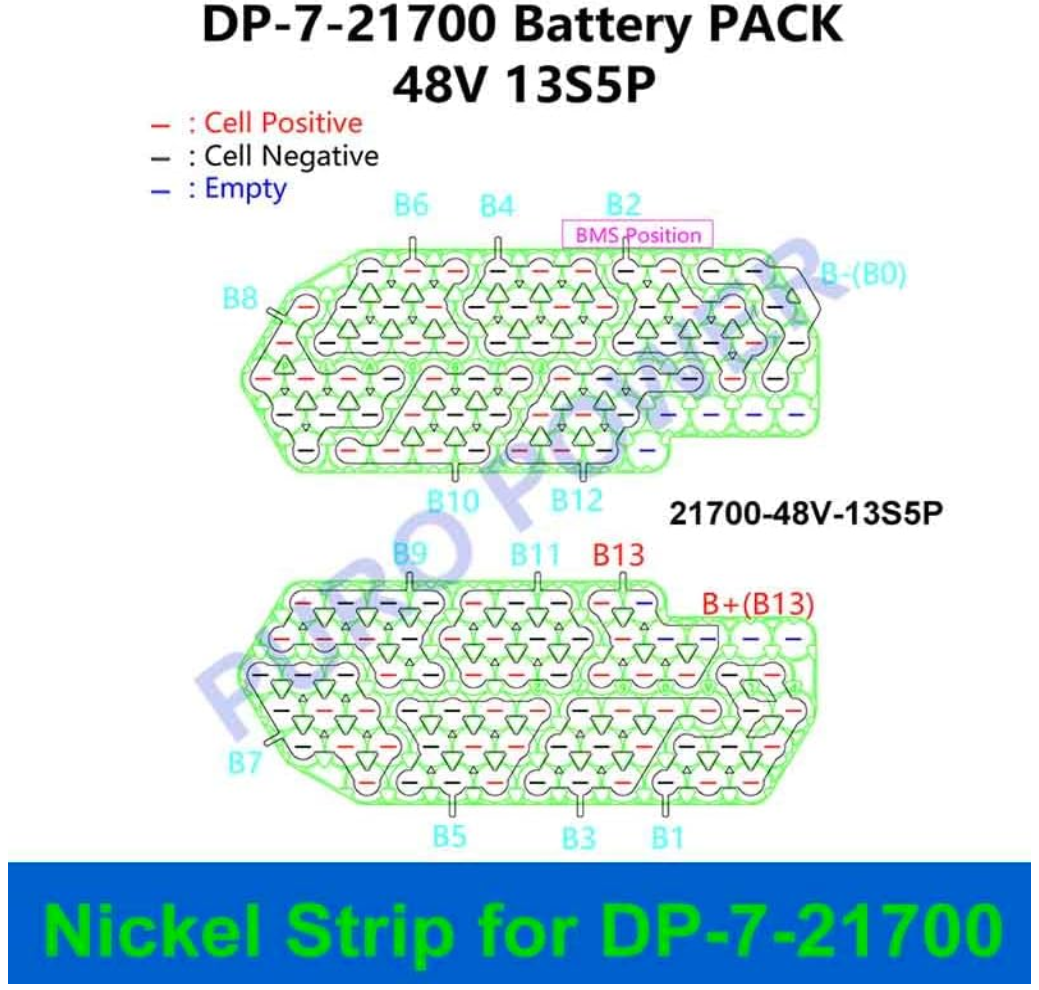 DP-7-21700 Battery PACK
48V 13S5P
– : Cell Positive
– : Cell Negative
– : Empty
B6 B4 B2
BMS Position
B-(B0)
B8
B10 B12
21700-48V-13S5P
B9 B11 B13
B+(B13)
B7
B5 B3 B1
PURO POWER
Nickel Strip for DP-7-21700